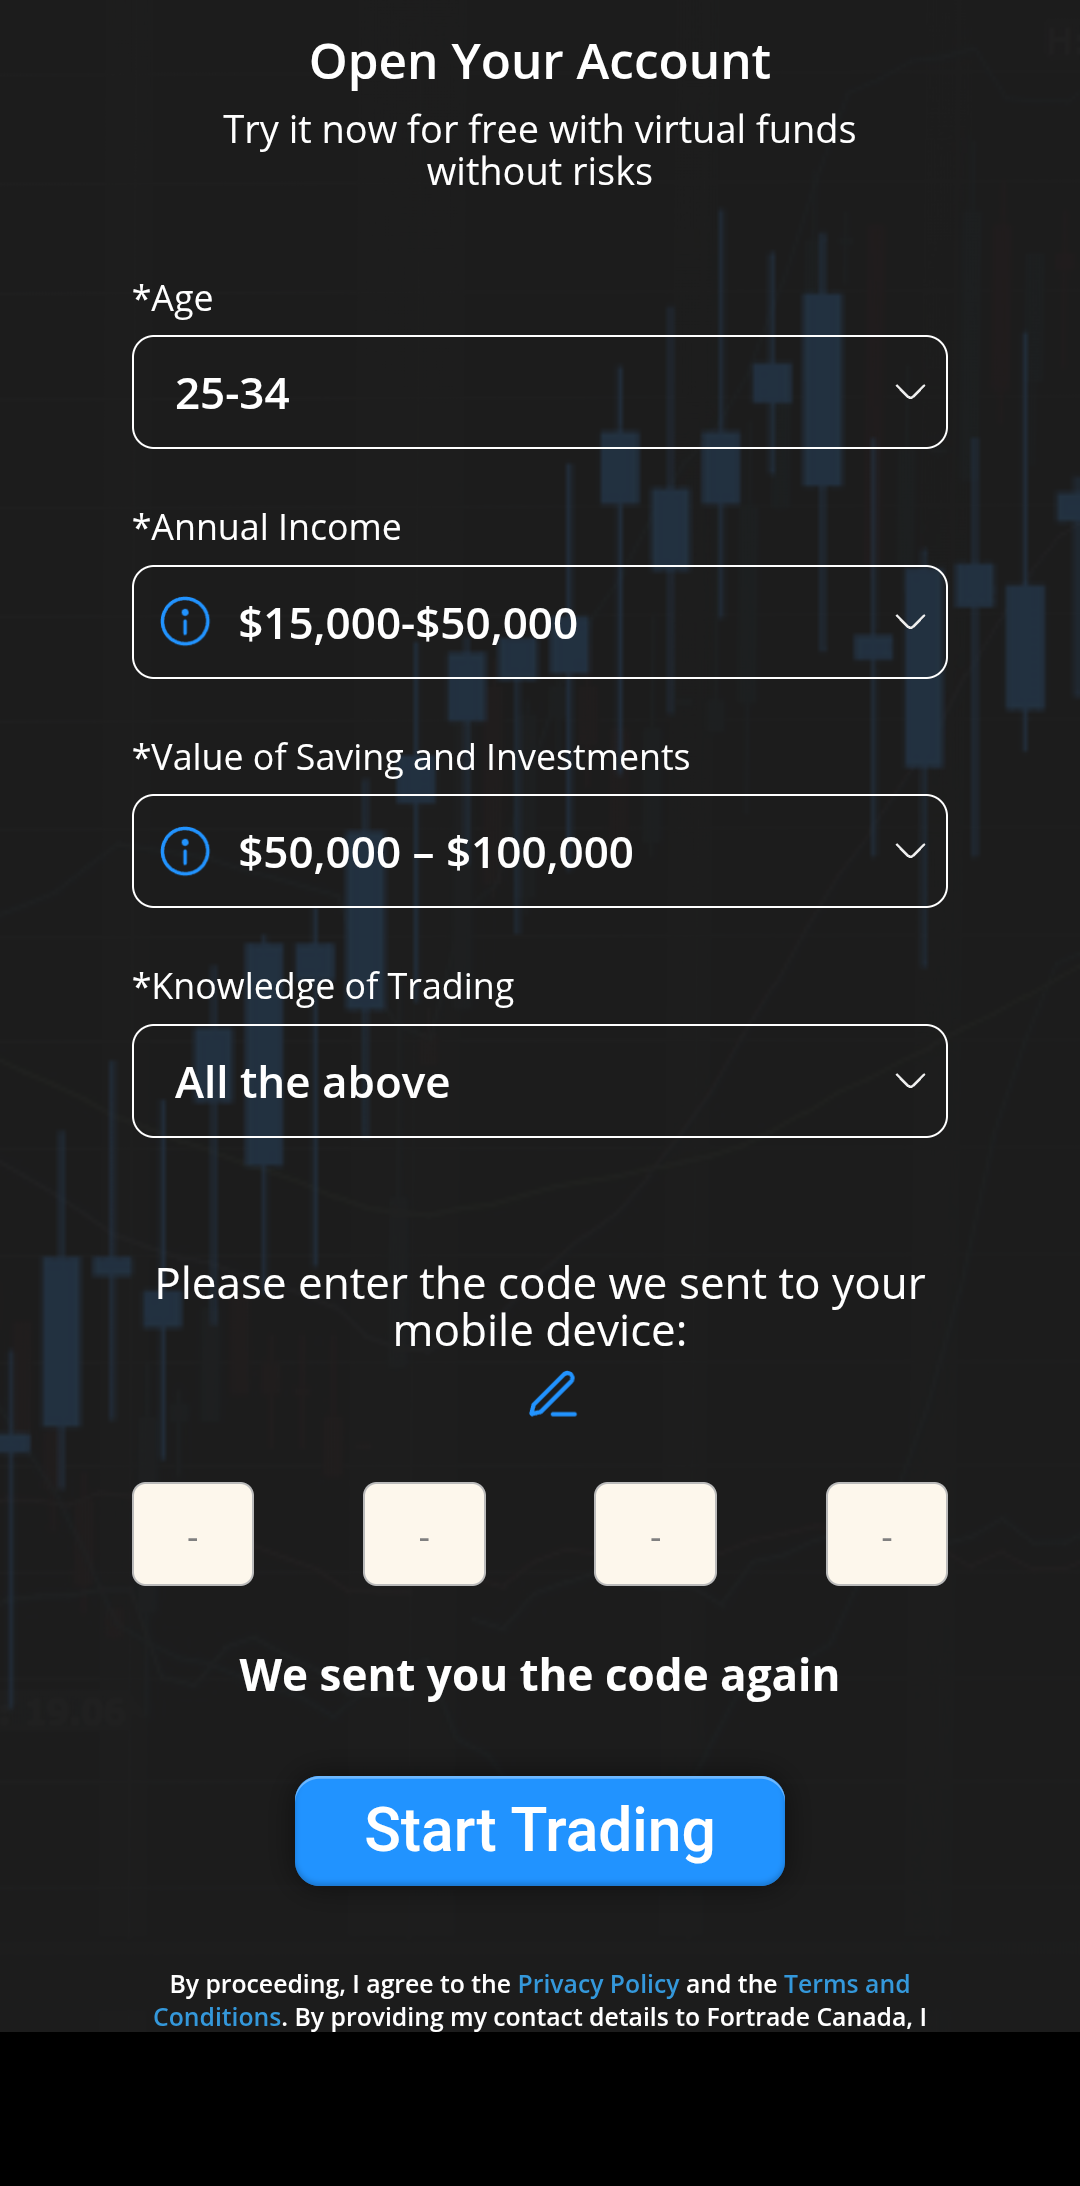 Open Your Account
Try it now for free with virtual funds
without risks
*Age
25-34
*Annual Income
$15,000-$50,000
*Value of Saving and Investments
$50,000 – $100,000
*Knowledge of Trading
All the above
Please enter the code we sent to your
mobile device:
- - - -
We sent you the code again
19.06
Start Trading
By proceeding, I agree to the Privacy Policy and the Terms and
Conditions. By providing my contact details to Fortrade Canada, I